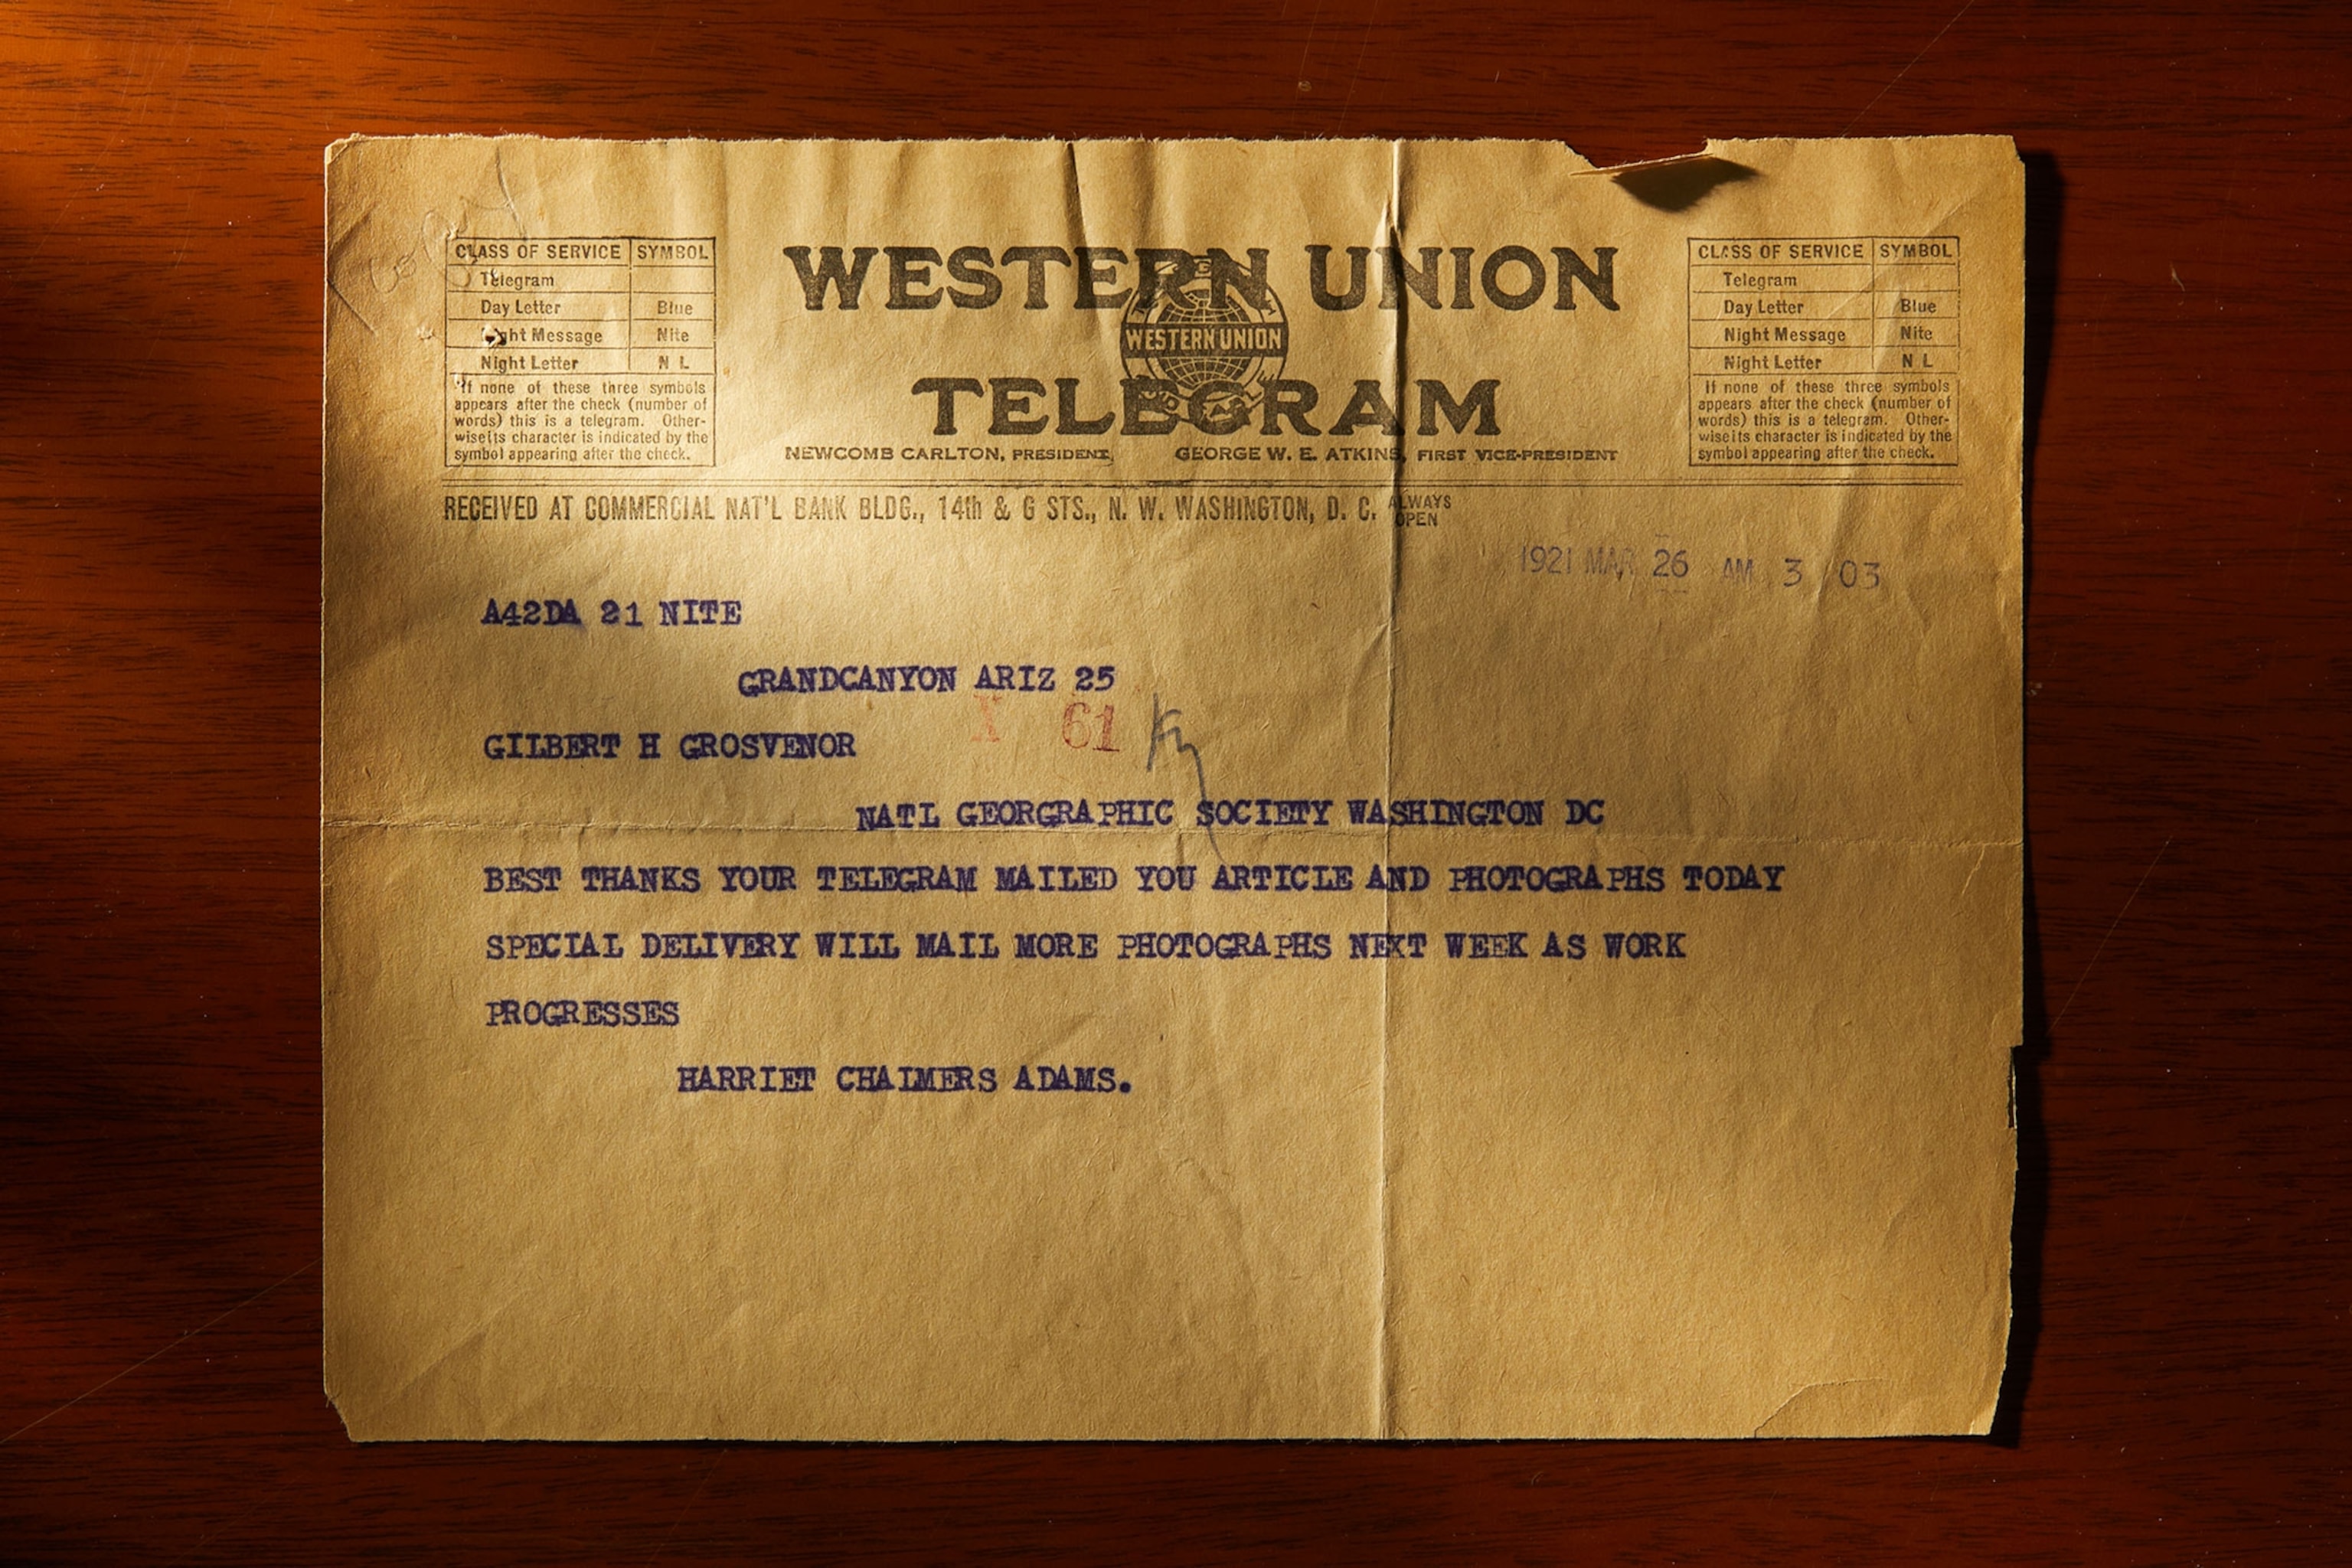 CLASS OF SERVICE SYMBOL
Telegram
Day Letter Blue
Night Message Nite
Night Letter N L
If none of these three symbols
appears after the check (number of
words) this is a telegram. Other-
wise its character is indicated by the
symbol appearing after the check.
WESTERN UNION
WESTERN UNION
TELEGRAM
NEWCOMB CARLTON, PRESIDENT, GEORGE W. E. ATKINS, FIRST VICE-PRESIDENT
CLASS OF SERVICE SYMBOL
Telegram
Day Letter Blue
Night Message Nite
Night Letter N L
If none of these three symbols
appears after the check (number of
words) this is a telegram. Other-
wise its character is indicated by the
symbol appearing after the check.
RECEIVED AT COMMERCIAL NAT'L BANK BLDG., 14th & G STS., N. W. WASHINGTON, D. C. ALWAYS OPEN
1921 MAR 26 AM 3 03
A42DA 21 NITE
GRANDCANYON ARIZ 25
X 61
GILBERT H GROSVENOR
NATL GEORGRAPHIC SOCIETY WASHINGTON DC
BEST THANKS YOUR TELEGRAM MAILED YOU ARTICLE AND PHOTOGRAPHS TODAY
SPECIAL DELIVERY WILL MAIL MORE PHOTOGRAPHS NEXT WEEK AS WORK
PROGRESSES
HARRIET CHALMERS ADAMS.